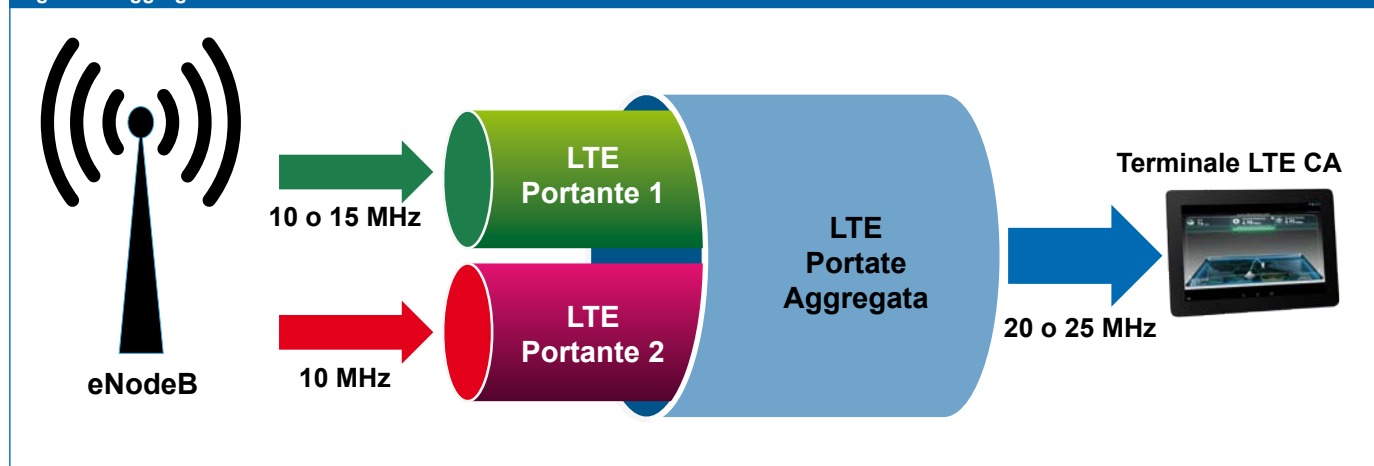 eNodeB
10 o 15 MHz
10 MHz
LTE
Portante 1
LTE
Portante 2
LTE
Portate
Aggregata
20 o 25 MHz
Terminale LTE CA